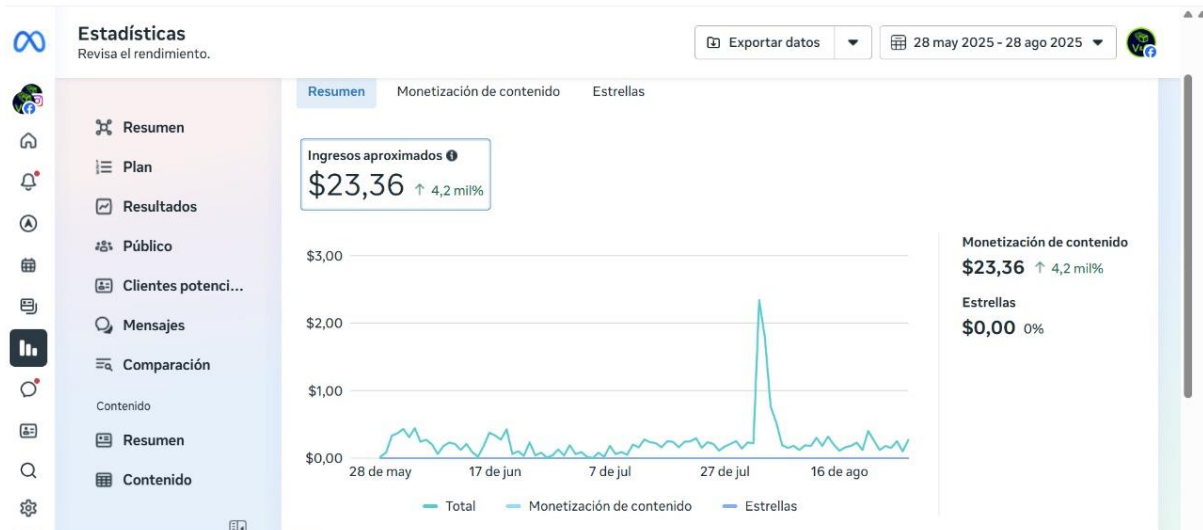 Estadísticas
Revisa el rendimiento.
Exportar datos
28 may 2025 - 28 ago 2025
Resumen
Plan
Resultados
Público
Clientes potenci...
Mensajes
Comparación
Contenido
Resumen
Contenido
Resumen Monetización de contenido Estrellas
Ingresos aproximados
$23,36 ↑ 4,2 mil%
$3,00
$2,00
$1,00
$0,00
28 de may 17 de jun 7 de jul 27 de jul 16 de ago
Total Monetización de contenido Estrellas
Monetización de contenido
$23,36 ↑ 4,2 mil%
Estrellas
$0,00 0%